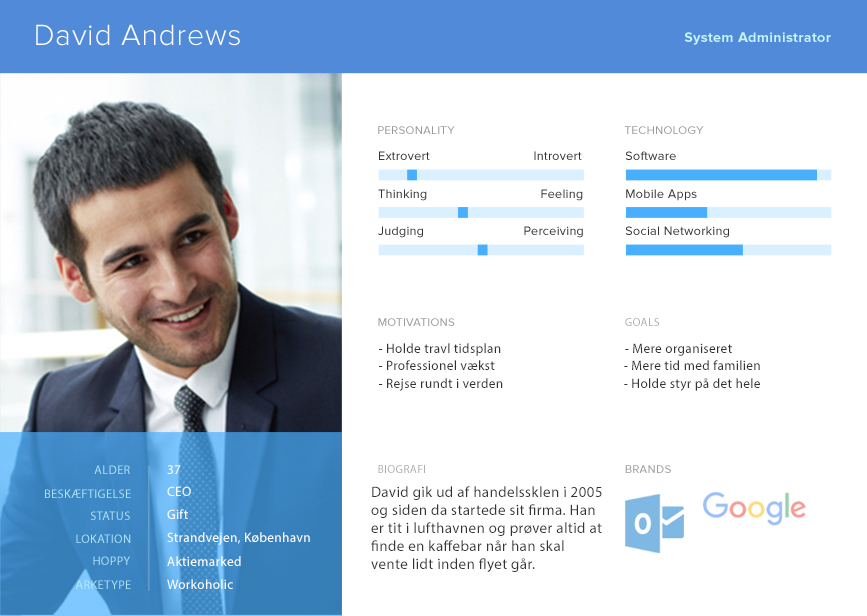 David Andrews
System Administrator
PERSONALITY
Extrovert Introvert
Thinking Feeling
Judging Perceiving
TECHNOLOGY
Software
Mobile Apps
Social Networking
MOTIVATIONS
- Holde travl tidsplan
- Professionel vækst
- Rejse rundt i verden
GOALS
- Mere organiseret
- Mere tid med familien
- Holde styr på det hele
ALDER 37
BESKÆFTIGELSE CEO
STATUS Gift
LOKATION Strandvejen, København
HOPPY Aktiemarked
ARKETYPE Workoholic
BIOGRAFI
David gik ud af handelssklen i 2005
og siden da startede sit firma. Han
er tit i lufthavnen og prøver altid at
finde en kaffebar når han skal
vente lidt inden flyet går.
BRANDS
0
Google